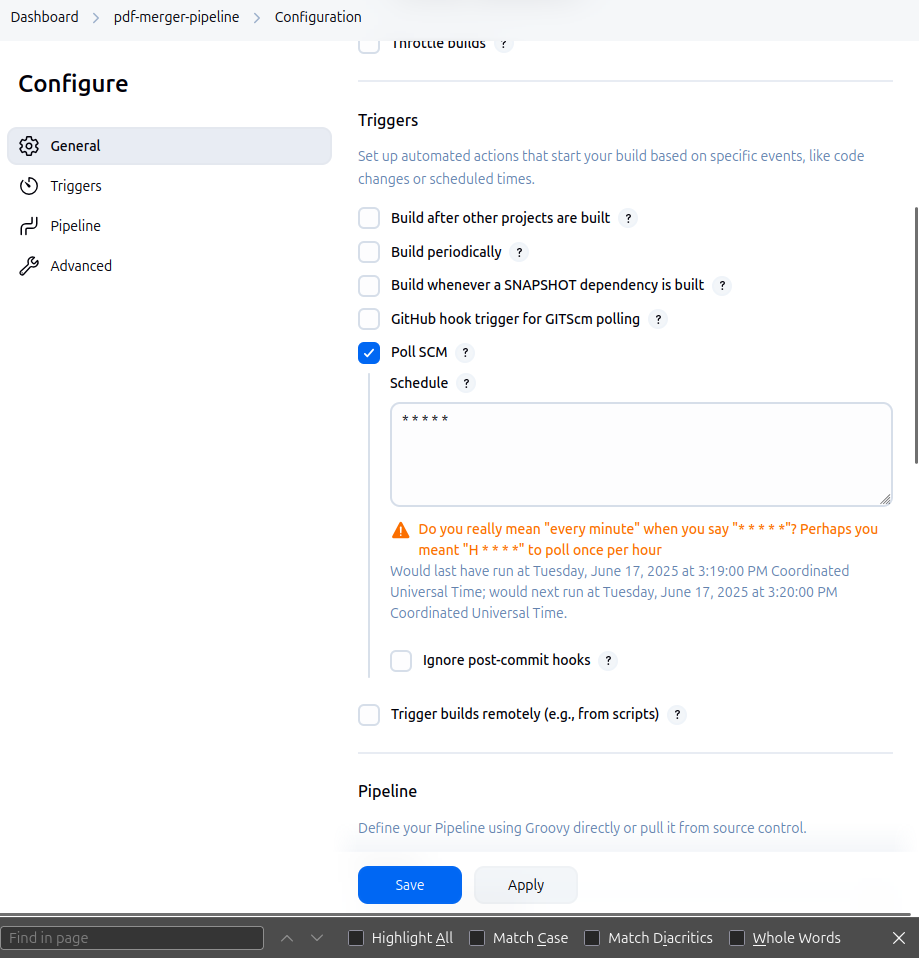 Dashboard > pdf-merger-pipeline > Configuration
Throttle builds ?
Configure
General
Triggers
Pipeline
Advanced
Triggers
Set up automated actions that start your build based on specific events, like code
changes or scheduled times.
Build after other projects are built ?
Build periodically ?
Build whenever a SNAPSHOT dependency is built ?
GitHub hook trigger for GITScm polling ?
Poll SCM ?
Schedule ?
* * * * *
Do you really mean "every minute" when you say "* * * * *"? Perhaps you
meant "H * * * *" to poll once per hour
Would last have run at Tuesday, June 17, 2025 at 3:19:00 PM Coordinated
Universal Time; would next run at Tuesday, June 17, 2025 at 3:20:00 PM
Coordinated Universal Time.
Ignore post-commit hooks ?
Trigger builds remotely (e.g., from scripts) ?
Pipeline
Define your Pipeline using Groovy directly or pull it from source control.
Save Apply
Find in page Highlight All Match Case Match Diacritics Whole Words